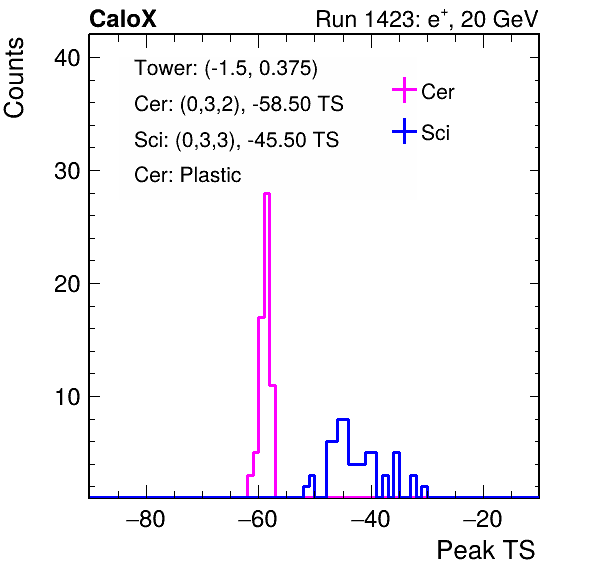 CaloX Run 1423: e+, 20 GeV
Counts
Tower: (-1.5, 0.375)
Cer: (0,3,2), -58.50 TS
Sci: (0,3,3), -45.50 TS
Cer: Plastic
Cer
Sci
40
30
20
10
−80 −60 −40 −20
Peak TS